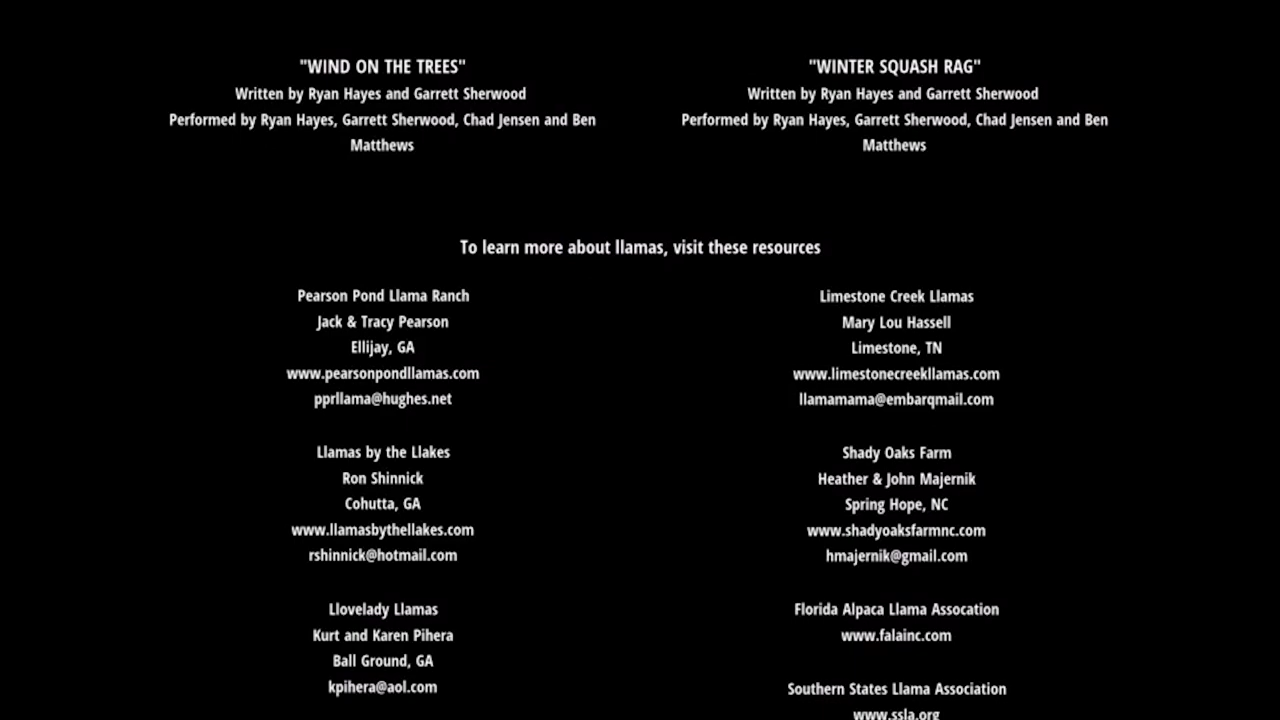 "WIND ON THE TREES"
Written by Ryan Hayes and Garrett Sherwood
Performed by Ryan Hayes, Garrett Sherwood, Chad Jensen and Ben
Matthews
"WINTER SQUASH RAG"
Written by Ryan Hayes and Garrett Sherwood
Performed by Ryan Hayes, Garrett Sherwood, Chad Jensen and Ben
Matthews
To learn more about llamas, visit these resources
Pearson Pond Llama Ranch
Jack & Tracy Pearson
Ellijay, GA
www.pearsonpondllamas.com
pprllama@hughes.net
Llamas by the Llakes
Ron Shinnick
Cohutta, GA
www.llamasbythellakes.com
rshinnick@hotmail.com
Llovelady Llamas
Kurt and Karen Pihera
Ball Ground, GA
kpihera@aol.com
Limestone Creek Llamas
Mary Lou Hassell
Limestone, TN
www.limestonecreekllamas.com
llamamama@embarqmail.com
Shady Oaks Farm
Heather & John Majernik
Spring Hope, NC
www.shadyoaksfarmnc.com
hmajernik@gmail.com
Florida Alpaca Llama Assocation
www.falainc.com
Southern States Llama Association
www.ssla.org